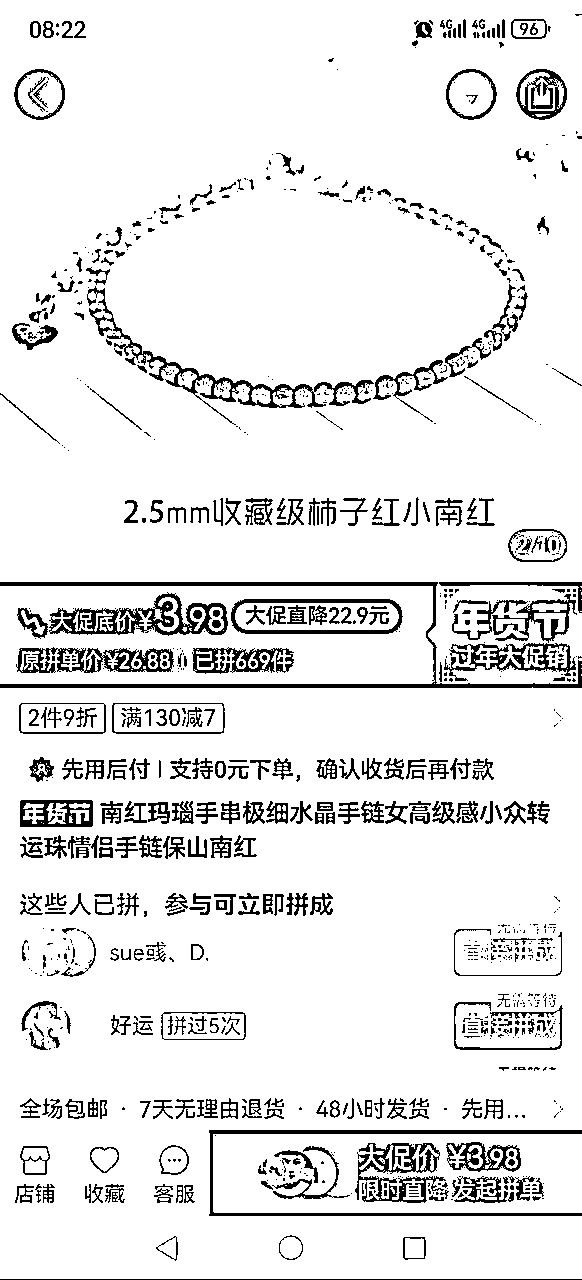 08:22
4G 4G 96
2.5mm收藏级柿子红小南红
2/10
大促底价¥3.98 大促直降22.9元
原拼单价 ¥26.88 已拼669件
年货节
过年大促销
2件9折 满130减7
先用后付 | 支持0元下单，确认收货后再付款
年货节 南红玛瑙手串极细水晶手链女高级感小众转
运珠情侣手链保山南红
这些人已拼，参与可立即拼成
无需等待
sue彧、D. 直接拼成
无需等待
好运 拼过5次 直接拼成
全场包邮 · 7天无理由退货 · 48小时发货 · 先用...
店铺 收藏 客服
大促价 ¥3.98
限时直降 发起拼单